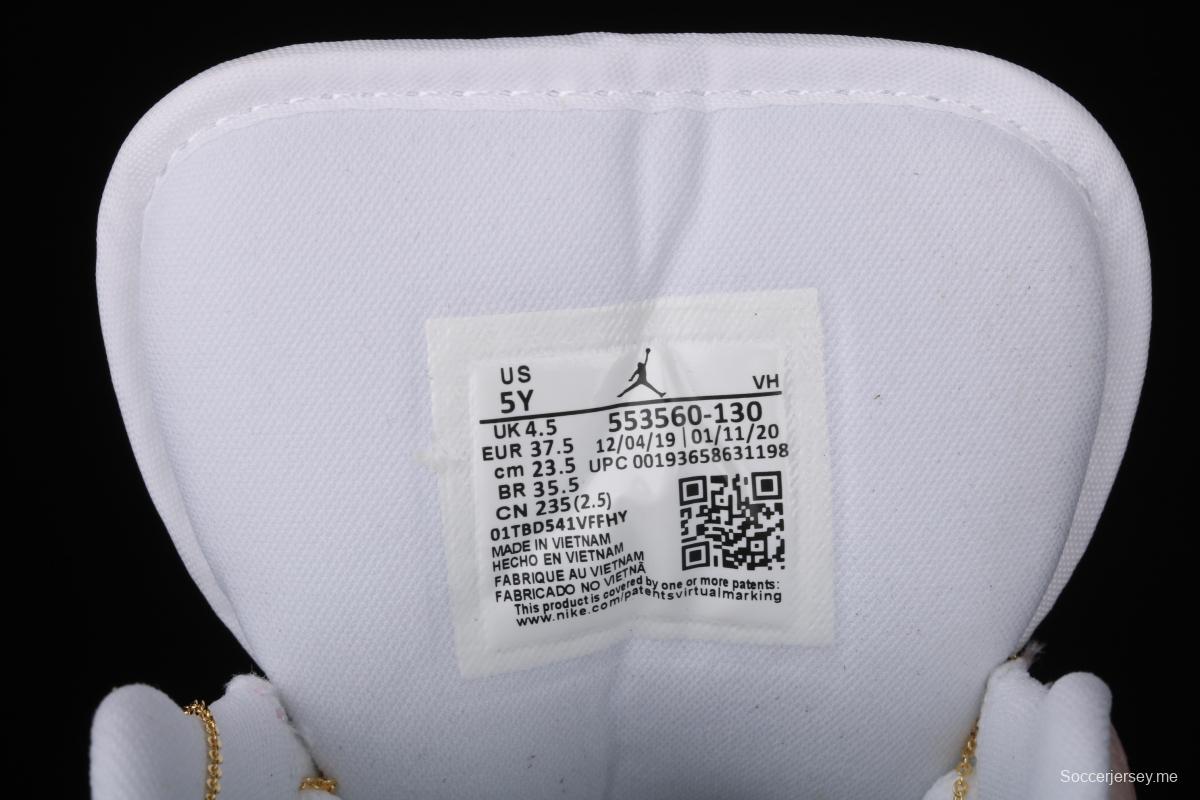 US
5Y
VH
553560-130
UK 4.5
12/04/19 | 01/11/20
EUR 37.5
UPC 00193658631198
cm 23.5
BR 35.5
CN 235(2.5)
01TBD541VFFHY
MADE IN VIETNAM
HECHO EN VIETNAM
FABRIQUE AU VIETNAM
FABRICADO NO VIETNÃ
This product is covered by one or more patents:
www.nike.com/patentsvirtualmarking
Soccerjersey.me